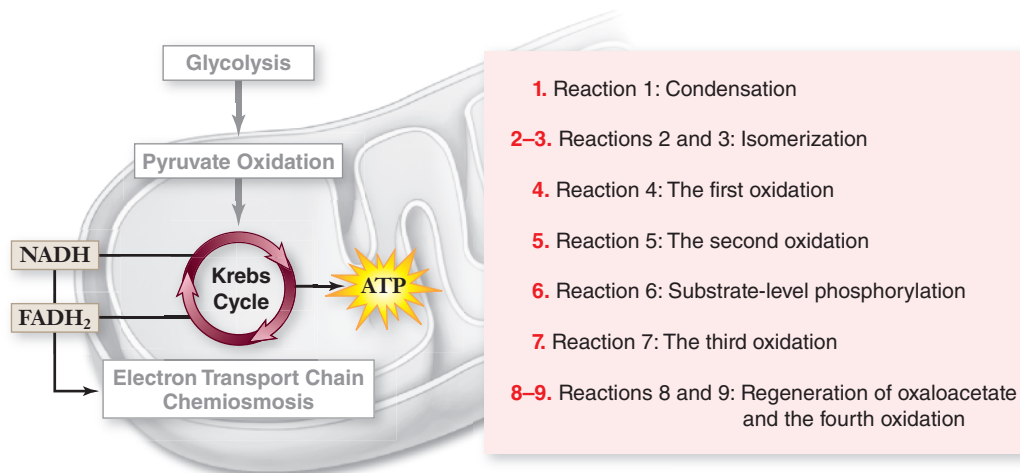 Glycolysis
Pyruvate Oxidation
NADH
Krebs
Cycle
ATP
FADH₂
Electron Transport Chain
Chemiosmosis
1. Reaction 1: Condensation
2–3. Reactions 2 and 3: Isomerization
4. Reaction 4: The first oxidation
5. Reaction 5: The second oxidation
6. Reaction 6: Substrate-level phosphorylation
7. Reaction 7: The third oxidation
8–9. Reactions 8 and 9: Regeneration of oxaloacetate
and the fourth oxidation